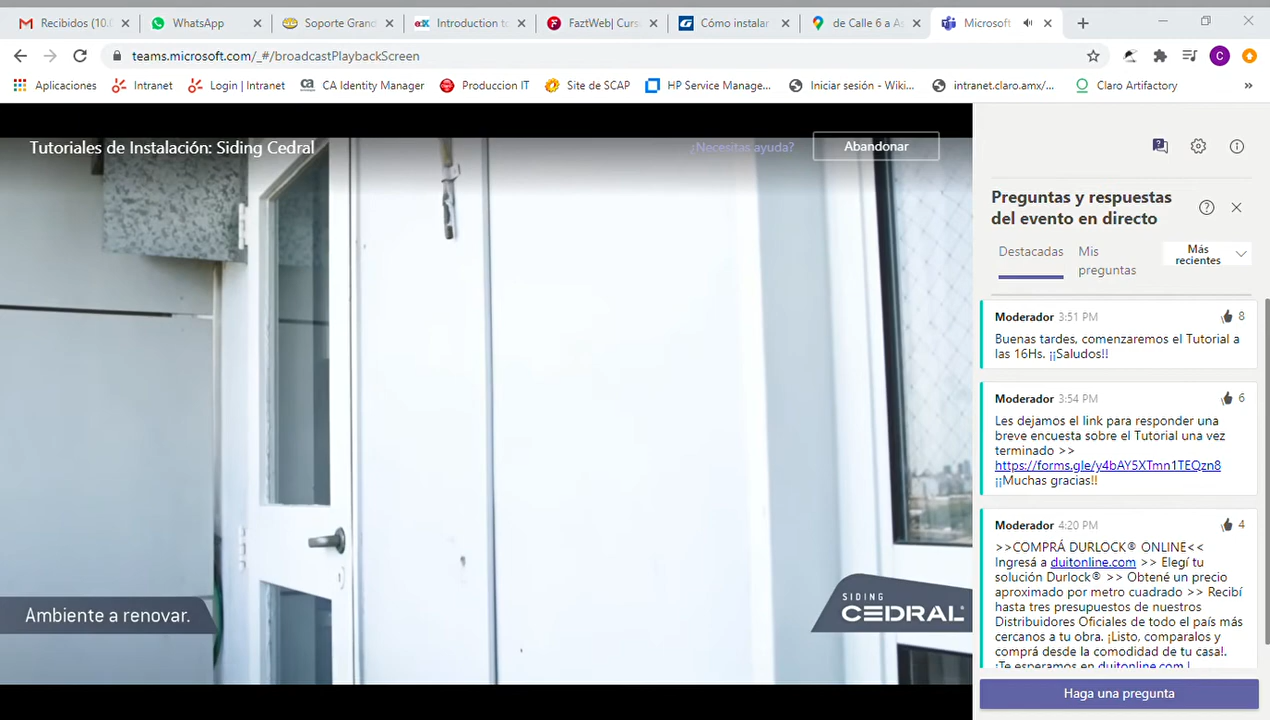 Recibidos (10.0
WhatsApp
Soporte Grand
Introduction to
FaztWeb| Curs
Cómo instalar
de Calle 6 a A
Microsoft
teams.microsoft.com/_#/broadcastPlaybackScreen
C
Aplicaciones
Intranet
Login | Intranet
CA Identity Manager
Produccion IT
Site de SCAP
HP Service Manage...
Iniciar sesión - Wiki...
intranet.claro.amx/...
Claro Artifactory
»
Tutoriales de Instalación: Siding Cedral
¿Necesitas ayuda?
Abandonar
Ambiente a renovar.
SIDING
CEDRAL®
Preguntas y respuestas
del evento en directo
Destacadas
Mis
preguntas
Más
recientes
Moderador 3:51 PM
8
Buenas tardes, comenzaremos el Tutorial a
las 16Hs. ¡¡Saludos!!
Moderador 3:54 PM
6
Les dejamos el link para responder una
breve encuesta sobre el Tutorial una vez
terminado >>
https://forms.gle/y4bAY5XTmn1TEQzn8
¡¡Muchas gracias!!
Moderador 4:20 PM
4
>>COMPRÁ DURLOCK® ONLINE<<
Ingresá a duitonline.com >> Elegí tu
solución Durlock® >> Obtené un precio
aproximado por metro cuadrado >> Recibí
hasta tres presupuestos de nuestros
Distribuidores Oficiales de todo el país más
cercanos a tu obra. ¡Listo, comparalos y
comprá desde la comodidad de tu casa!.
¡Te esperamos en duitonline.com |
Haga una pregunta